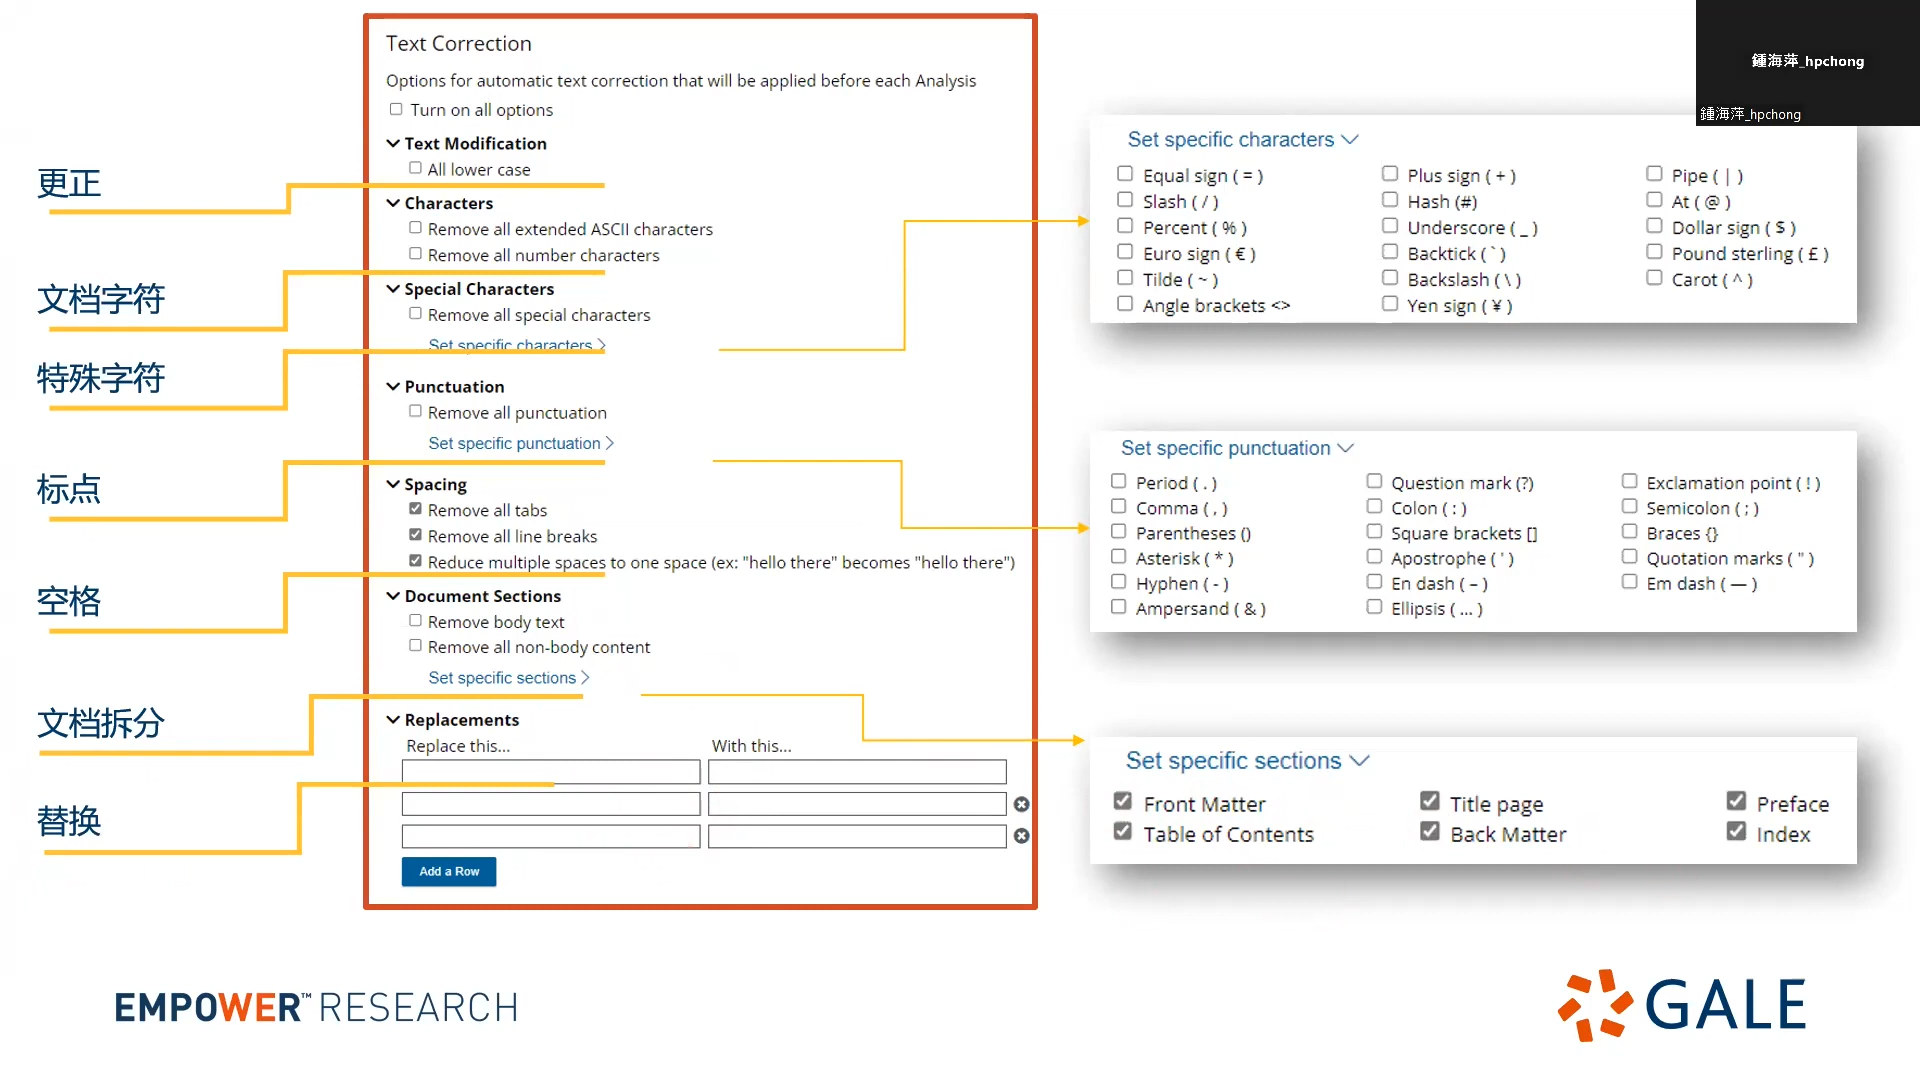 鍾海萍_hpchong
鍾海萍_hpchong
更正
文档字符
特殊字符
标点
空格
文档拆分
替换
Text Correction
Options for automatic text correction that will be applied before each Analysis
Turn on all options
Text Modification
All lower case
Characters
Remove all extended ASCII characters
Remove all number characters
Special Characters
Remove all special characters
Set specific characters >
Punctuation
Remove all punctuation
Set specific punctuation >
Spacing
Remove all tabs
Remove all line breaks
Reduce multiple spaces to one space (ex: "hello there" becomes "hello there")
Document Sections
Remove body text
Remove all non-body content
Set specific sections >
Replacements
Replace this... With this...
Add a Row
Set specific characters
Equal sign ( = ) Plus sign ( + ) Pipe ( | )
Slash ( / ) Hash (#) At ( @ )
Percent ( % ) Underscore ( _ ) Dollar sign ( $ )
Euro sign ( € ) Backtick ( ` ) Pound sterling ( £ )
Tilde ( ~ ) Backslash ( \ ) Carot ( ^ )
Angle brackets <> Yen sign ( ¥ )
Set specific punctuation
Period ( . ) Question mark (?) Exclamation point ( ! )
Comma ( , ) Colon ( : ) Semicolon ( ; )
Parentheses () Square brackets [] Braces {}
Asterisk ( * ) Apostrophe ( ' ) Quotation marks ( " )
Hyphen ( - ) En dash ( – ) Em dash ( — )
Ampersand ( & ) Ellipsis ( ... )
Set specific sections
Front Matter Title page Preface
Table of Contents Back Matter Index
EMPOWER™ RESEARCH
GALE